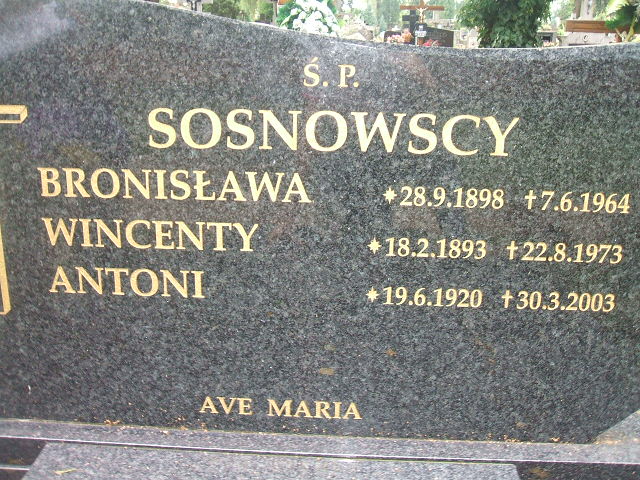 Ś. P.
SOSNOWSCY
BRONISŁAWA ✴28.9.1898 ✝7.6.1964
WINCENTY ✴18.2.1893 ✝22.8.1973
ANTONI ✴19.6.1920 ✝30.3.2003
AVE MARIA